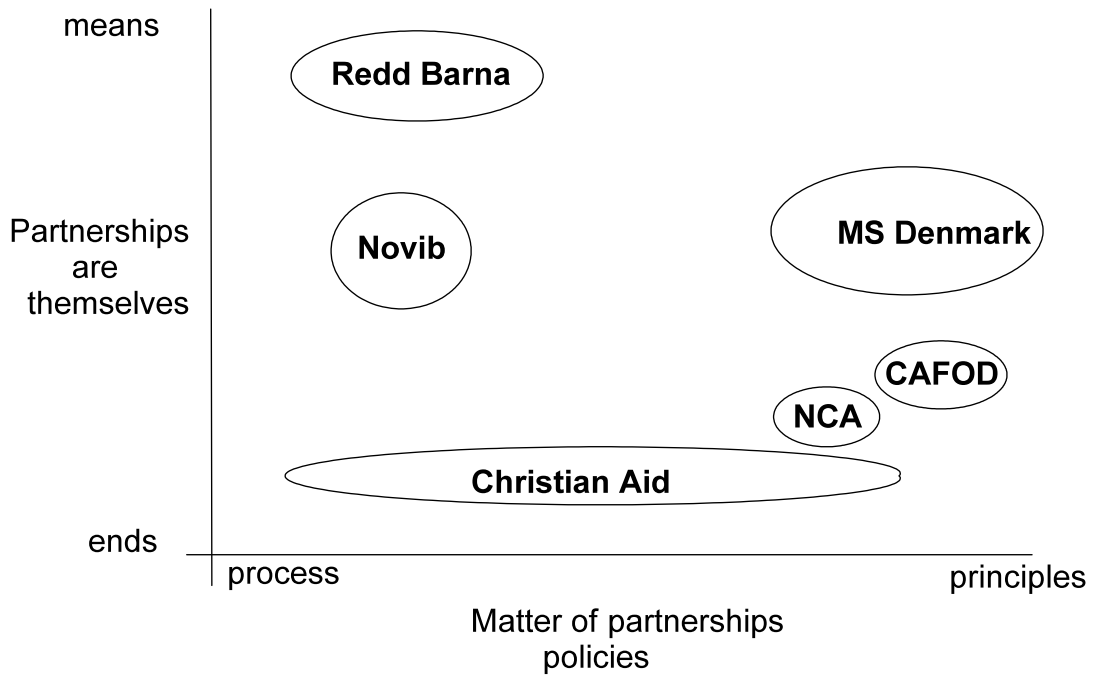 means
Redd Barna
Partnerships
are
themselves
Novib
MS Denmark
CAFOD
NCA
Christian Aid
ends
process
principles
Matter of partnerships
policies